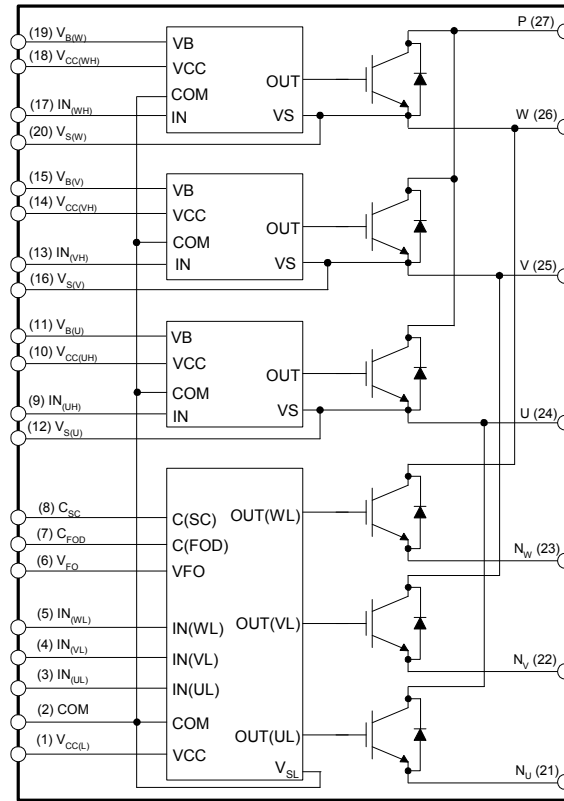 (19) VB(W)
(18) VCC(WH)
(17) IN(WH)
(20) VS(W)
VB
VCC
COM
IN
OUT
VS
P (27)
W (26)
(15) VB(V)
(14) VCC(VH)
(13) IN(VH)
(16) VS(V)
VB
VCC
COM
IN
OUT
VS
V (25)
(11) VB(U)
(10) VCC(UH)
(9) IN(UH)
(12) VS(U)
VB
VCC
COM
IN
OUT
VS
U (24)
(8) CSC
(7) CFOD
(6) VFO
(5) IN(WL)
(4) IN(VL)
(3) IN(UL)
(2) COM
(1) VCC(L)
C(SC)
C(FOD)
VFO
IN(WL)
IN(VL)
IN(UL)
COM
VCC
OUT(WL)
OUT(VL)
OUT(UL)
VSL
NW (23)
NV (22)
NU (21)